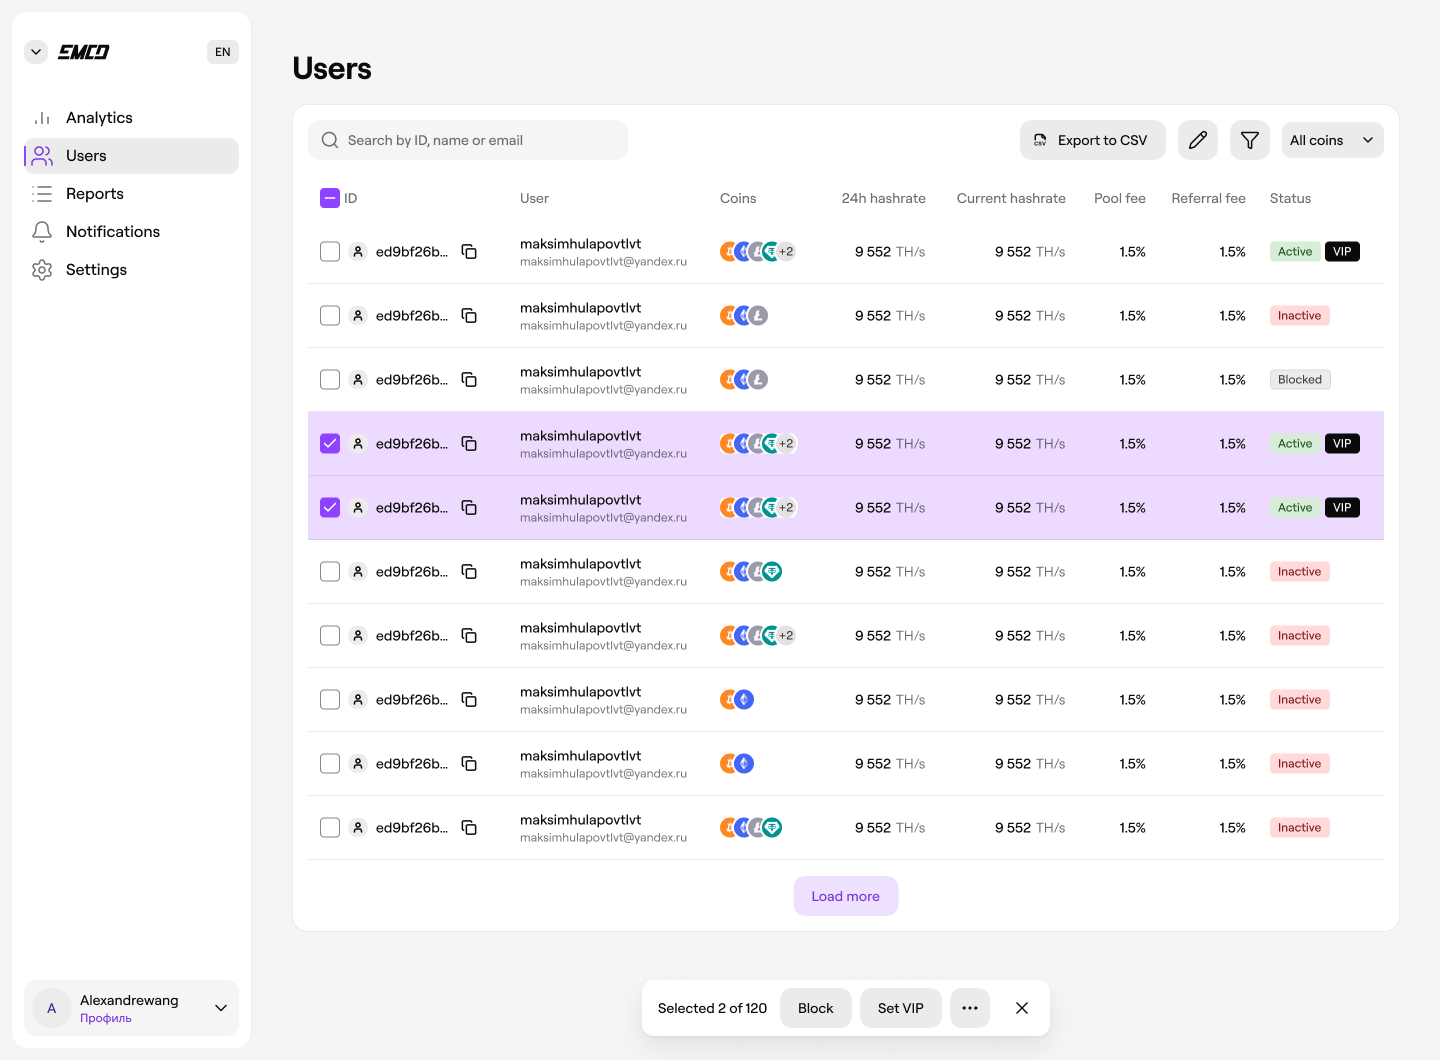 SMCO
EN
Analytics
Users
Reports
Notifications
Settings
Alexandrewang
Профиль
A
Users
Search by ID, name or email
CSV
Export to CSV
All coins
ID User Coins 24h hashrate Current hashrate Pool fee Referral fee Status
ed9bf26b... maksimhulapovtlvt +2 9 552 TH/s 9 552 TH/s 1.5% 1.5% Active VIP
maksimhulapovtlvt@yandex.ru
ed9bf26b... maksimhulapovtlvt 9 552 TH/s 9 552 TH/s 1.5% 1.5% Inactive
maksimhulapovtlvt@yandex.ru
ed9bf26b... maksimhulapovtlvt 9 552 TH/s 9 552 TH/s 1.5% 1.5% Blocked
maksimhulapovtlvt@yandex.ru
ed9bf26b... maksimhulapovtlvt +2 9 552 TH/s 9 552 TH/s 1.5% 1.5% Active VIP
maksimhulapovtlvt@yandex.ru
ed9bf26b... maksimhulapovtlvt +2 9 552 TH/s 9 552 TH/s 1.5% 1.5% Active VIP
maksimhulapovtlvt@yandex.ru
ed9bf26b... maksimhulapovtlvt 9 552 TH/s 9 552 TH/s 1.5% 1.5% Inactive
maksimhulapovtlvt@yandex.ru
ed9bf26b... maksimhulapovtlvt +2 9 552 TH/s 9 552 TH/s 1.5% 1.5% Inactive
maksimhulapovtlvt@yandex.ru
ed9bf26b... maksimhulapovtlvt 9 552 TH/s 9 552 TH/s 1.5% 1.5% Inactive
maksimhulapovtlvt@yandex.ru
ed9bf26b... maksimhulapovtlvt 9 552 TH/s 9 552 TH/s 1.5% 1.5% Inactive
maksimhulapovtlvt@yandex.ru
ed9bf26b... maksimhulapovtlvt 9 552 TH/s 9 552 TH/s 1.5% 1.5% Inactive
maksimhulapovtlvt@yandex.ru
Load more
Selected 2 of 120 Block Set VIP